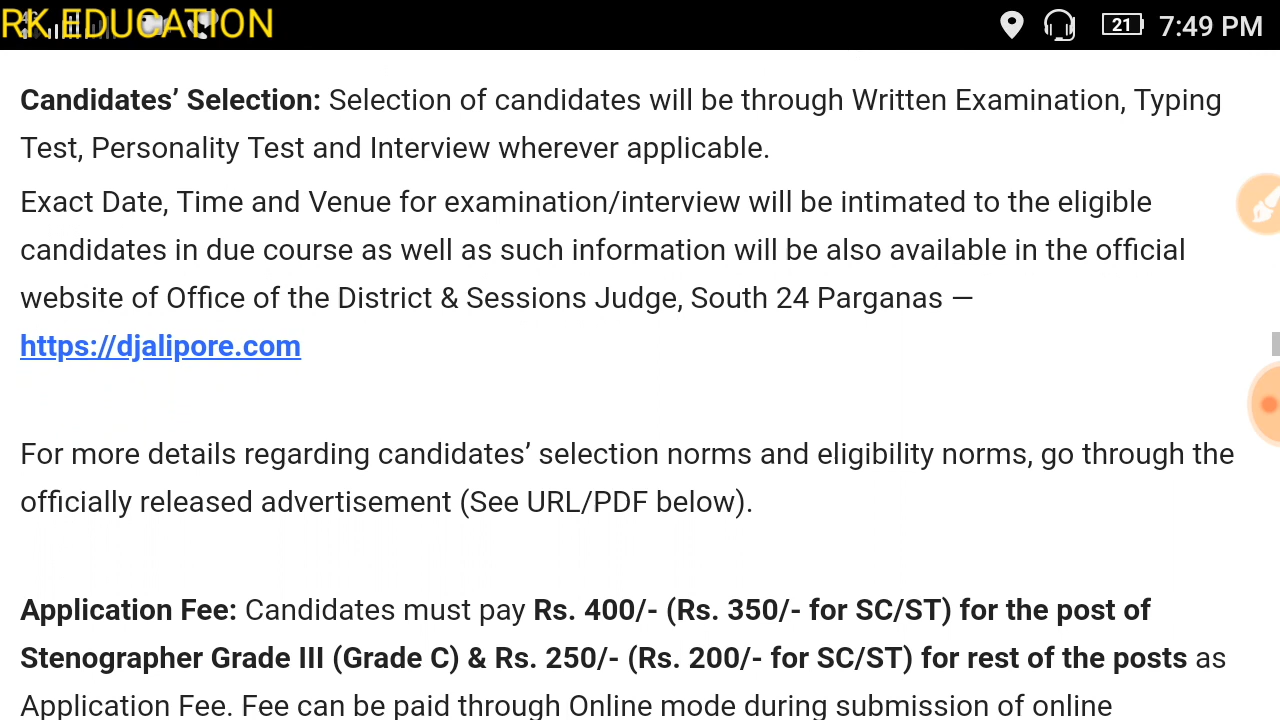 RK EDUCATION
21 7:49 PM
Candidates’ Selection: Selection of candidates will be through Written Examination, Typing
Test, Personality Test and Interview wherever applicable.
Exact Date, Time and Venue for examination/interview will be intimated to the eligible
candidates in due course as well as such information will be also available in the official
website of Office of the District & Sessions Judge, South 24 Parganas —
https://djalipore.com
For more details regarding candidates’ selection norms and eligibility norms, go through the
officially released advertisement (See URL/PDF below).
Application Fee: Candidates must pay Rs. 400/- (Rs. 350/- for SC/ST) for the post of
Stenographer Grade III (Grade C) & Rs. 250/- (Rs. 200/- for SC/ST) for rest of the posts as
Application Fee. Fee can be paid through Online mode during submission of online